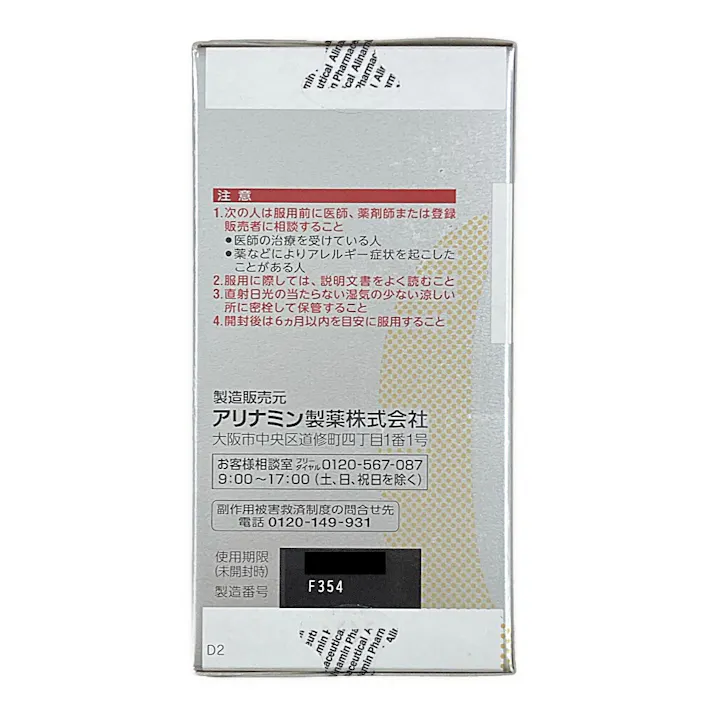 Alinamin Pharmaceutical
注意
1.次の人は服用前に医師、薬剤師または登録
販売者に相談すること
●医師の治療を受けている人
●薬などによりアレルギー症状を起こした
ことがある人
2.服用に際しては、説明文書をよく読むこと
3.直射日光の当たらない湿気の少ない涼しい
所に密栓して保管すること
4.開封後は6ヵ月以内を目安に服用すること
製造販売元
アリナミン製薬株式会社
大阪市中央区道修町四丁目1番1号
お客様相談室 フリーダイヤル 0120-567-087
9:00〜17:00(土、日、祝日を除く)
副作用被害救済制度の問合せ先
電話 0120-149-931
使用期限
(未開封時)
製造番号 F354
D2